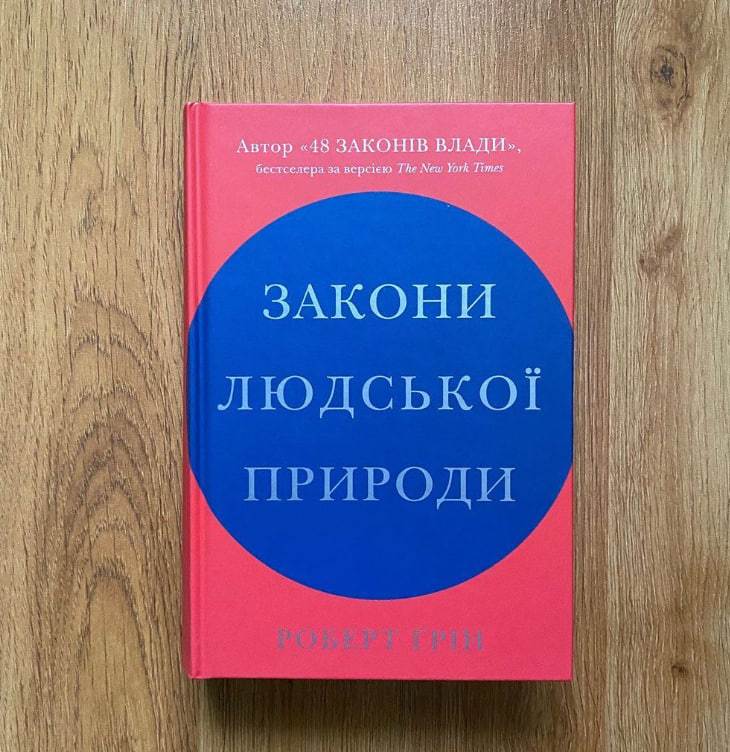 Автор «48 ЗАКОНІВ ВЛАДИ»,
бестселера за версією The New York Times
ЗАКОНИ
ЛЮДСЬКОЇ
ПРИРОДИ
РОБЕРТ ҐРІН